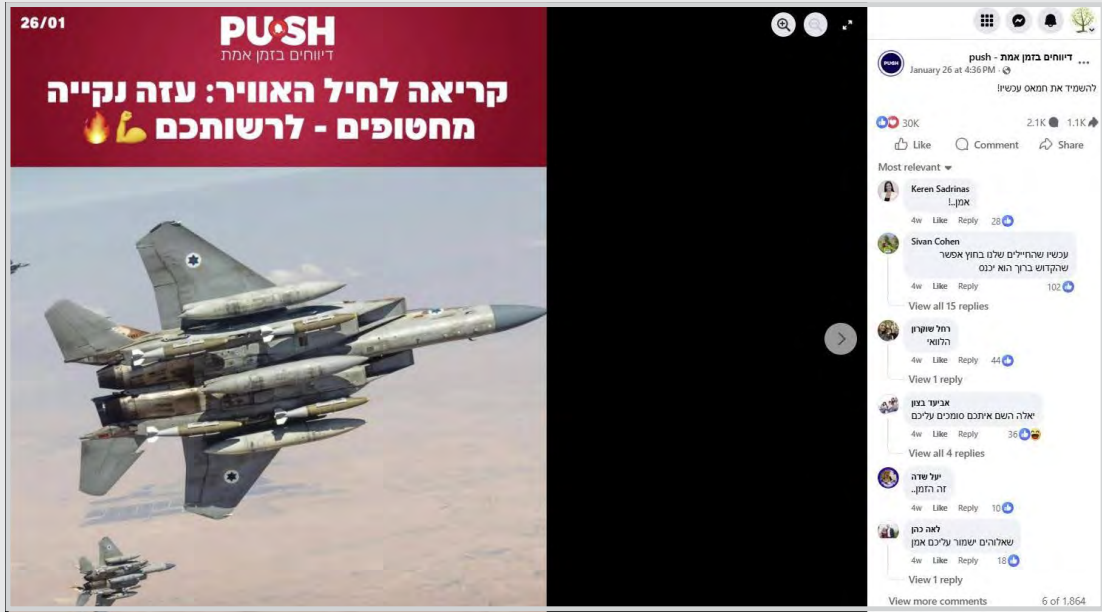 26/01
PUSH
דיווחים בזמן אמת
קריאה לחיל האוויר: עזה נקייה
מחטופים - לרשותכם 💪🔥
דיווחים בזמן אמת - push
January 26 at 4:36 PM ·
להשמיד את חמאס עכשיו!
30K
2.1K 1.1K
Like Comment Share
Most relevant
Keren Sadrinas
אמן..!
4w Like Reply 28
Sivan Cohen
עכשיו שהחיילים שלנו בחוץ אפשר
שהקדוש ברוך הוא יכנס
4w Like Reply 102
View all 15 replies
רחל שוקרון
הלוואי
4w Like Reply 44
View 1 reply
אביעד בצון
יאלה השם איתכם סומכים עליכם
4w Like Reply 36
View all 4 replies
יעל שדה
זה הזמן..
4w Like Reply 10
לאה כהן
שאלוהים ישמור עליכם אמן
4w Like Reply 18
View 1 reply
View more comments 6 of 1,864